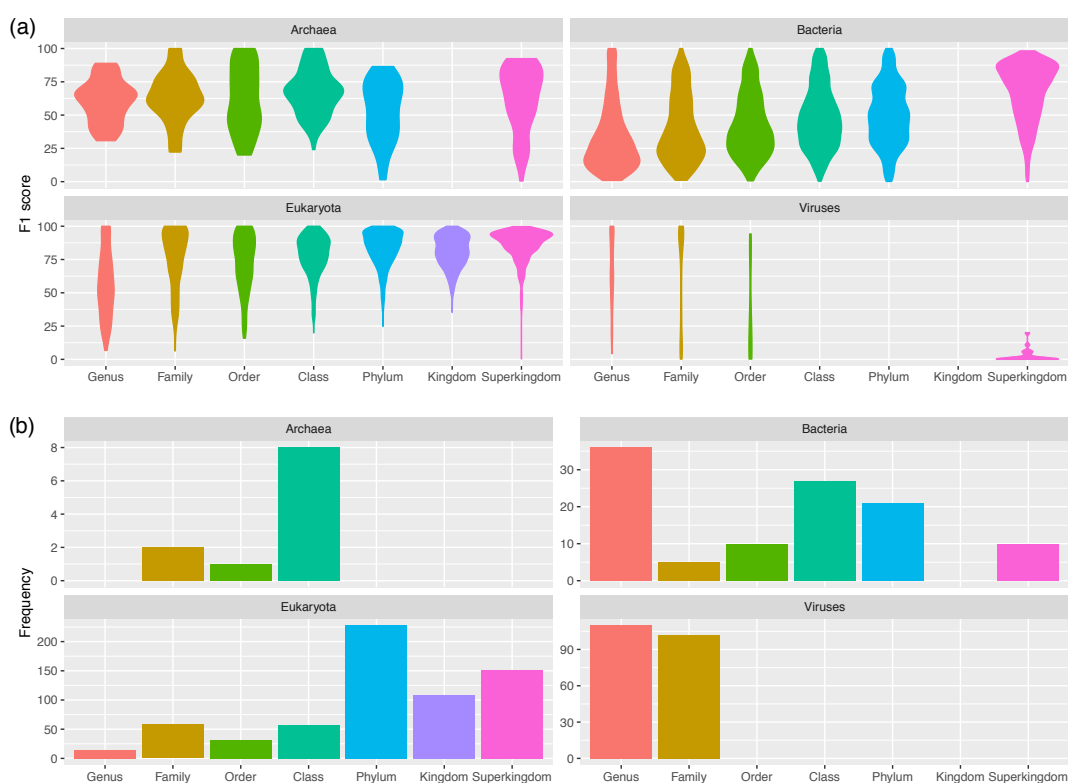 (a)
Archaea
Bacteria
100
75
50
25
0
Eukaryota
Viruses
100
75
50
25
0
F1 score
Genus Family Order Class Phylum Kingdom Superkingdom
Genus Family Order Class Phylum Kingdom Superkingdom
(b)
Archaea
Bacteria
8
6
4
2
0
30
20
10
0
Eukaryota
Viruses
200
150
100
50
0
90
60
30
0
Frequency
Genus Family Order Class Phylum Kingdom Superkingdom
Genus Family Order Class Phylum Kingdom Superkingdom